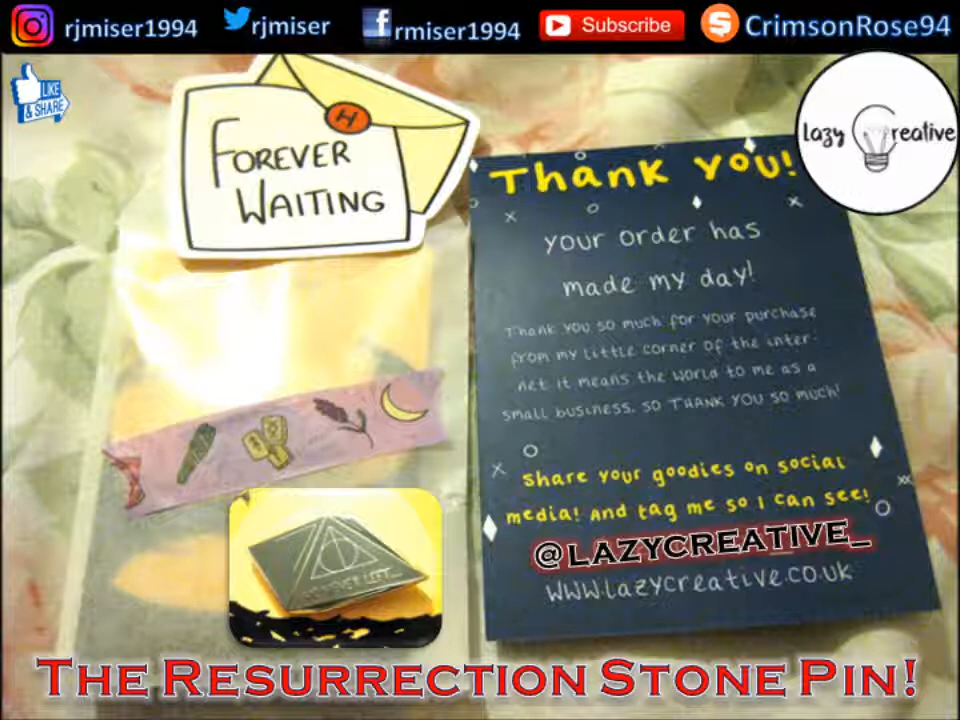 rjmiser1994 rjmiser rmiser1994 Subscribe CrimsonRose94
LIKE
& SHARE
H
FOREVER
WAITING
Lazy Creative
Thank you!
your order has
made my day!
Thank you so much for your purchase
from my little corner of the inter-
net it means the world to me as a
small business. SO THANK YOU so much!
share your goodies on social
media! And tag me so I can see!
@LAZYCREATIVE_
www.lazycreative.co.uk
THE RESURRECTION STONE PIN!